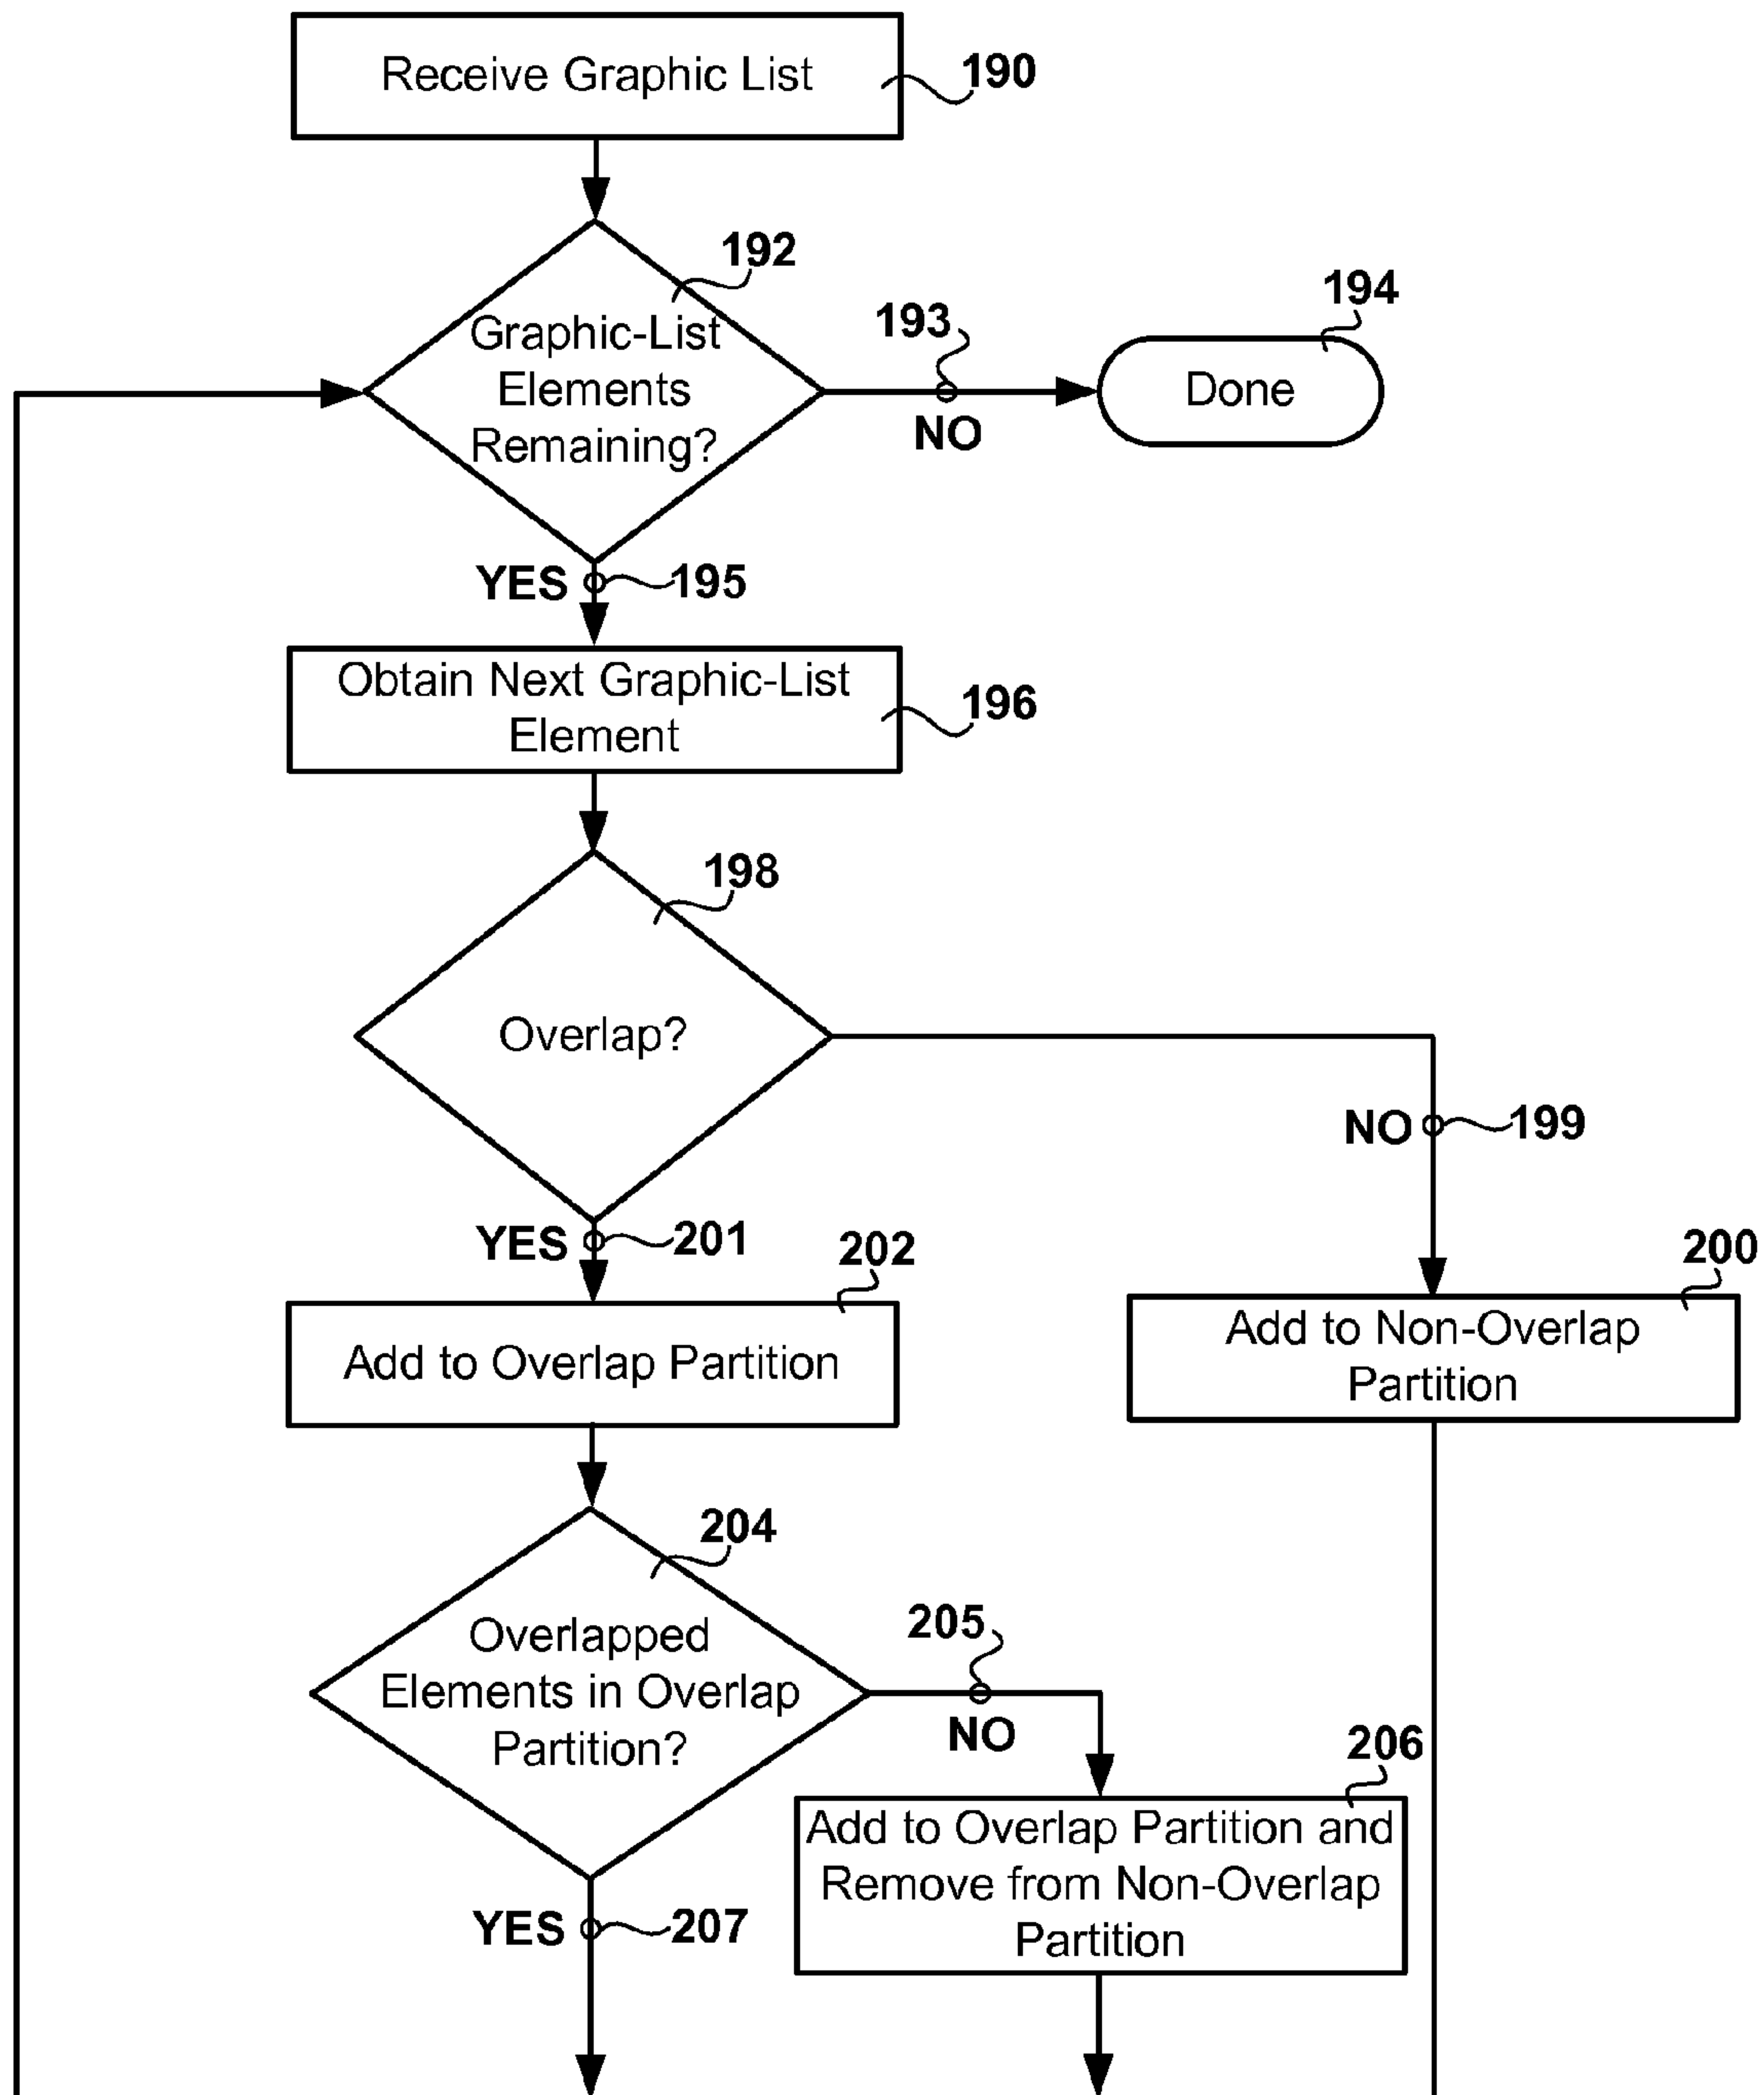 Receive Graphic List
190
192
Graphic-List
Elements
Remaining?
193
NO
194
Done
YES
195
Obtain Next Graphic-List
Element
196
198
Overlap?
NO
199
YES
201
202
Add to Overlap Partition
200
Add to Non-Overlap
Partition
204
Overlapped
Elements in Overlap
Partition?
205
NO
206
Add to Overlap Partition and
Remove from Non-Overlap
Partition
YES
207